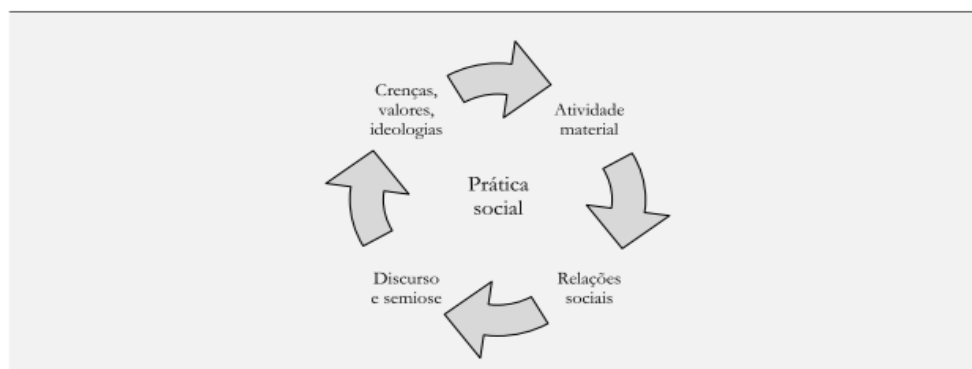 Crenças,
valores,
ideologias
Atividade
material
Prática
social
Discurso
e semiose
Relações
sociais